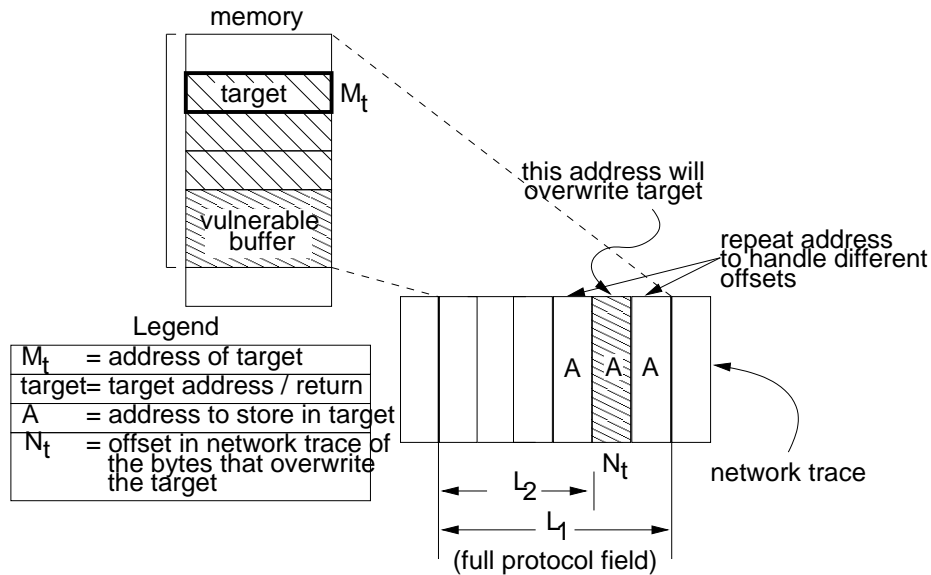 memory
target
M_t
vulnerable
buffer
this address will
overwrite target
repeat address
to handle different
offsets
Legend
M_t = address of target
target= target address / return
A = address to store in target
N_t = offset in network trace of
the bytes that overwrite
the target
A A A
N_t
network trace
L_2
L_1
(full protocol field)